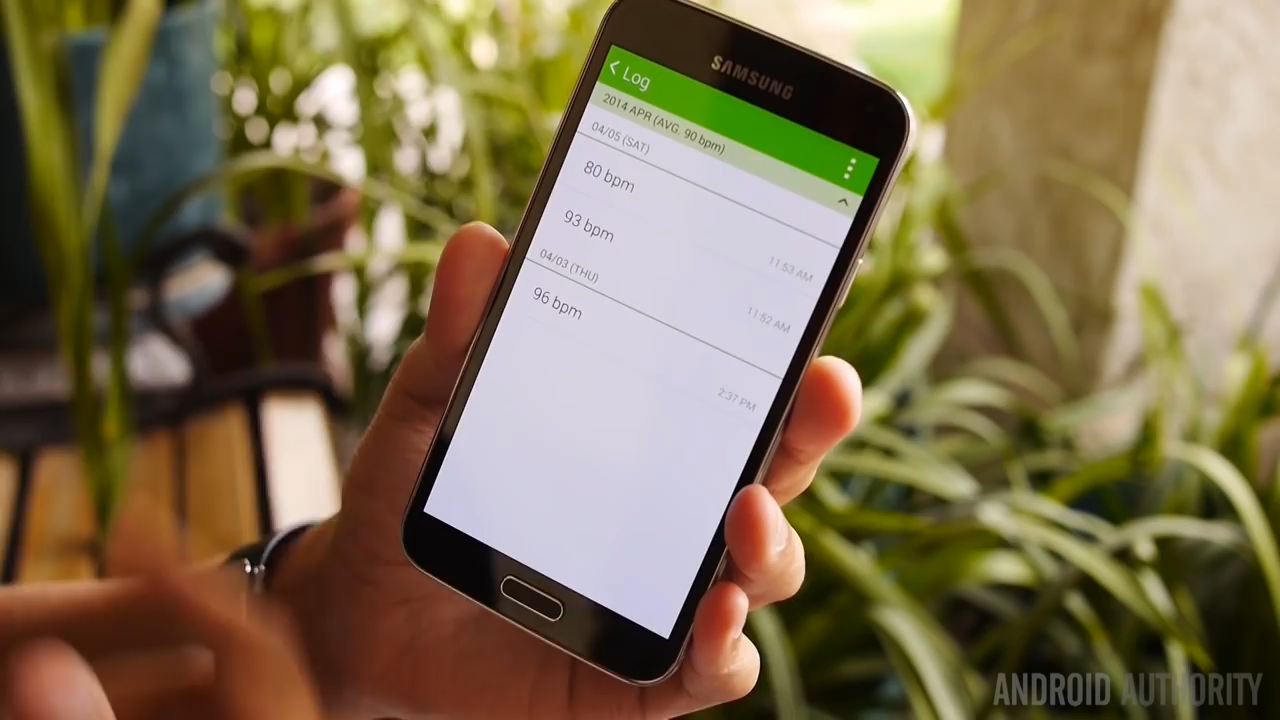 SAMSUNG
Log
2014 APR (AVG. 90 bpm)
04/05 (SAT)
80 bpm
11:53 AM
93 bpm
11:52 AM
04/03 (THU)
96 bpm
2:37 PM
ANDROID AUTHORITY